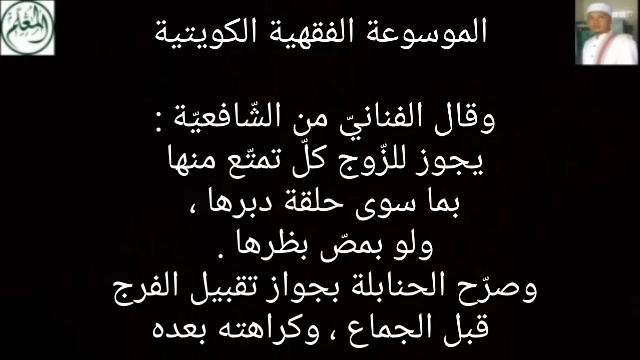 الموسوعة الفقهية الكويتية
وقال الفنانيّ من الشّافعيّة :
يجوز للزّوج كلّ تمتّع منها
بما سوى حلقة دبرها ،
ولو بمصّ بظرها .
وصرّح الحنابلة بجواز تقبيل الفرج
قبل الجماع ، وكراهته بعده